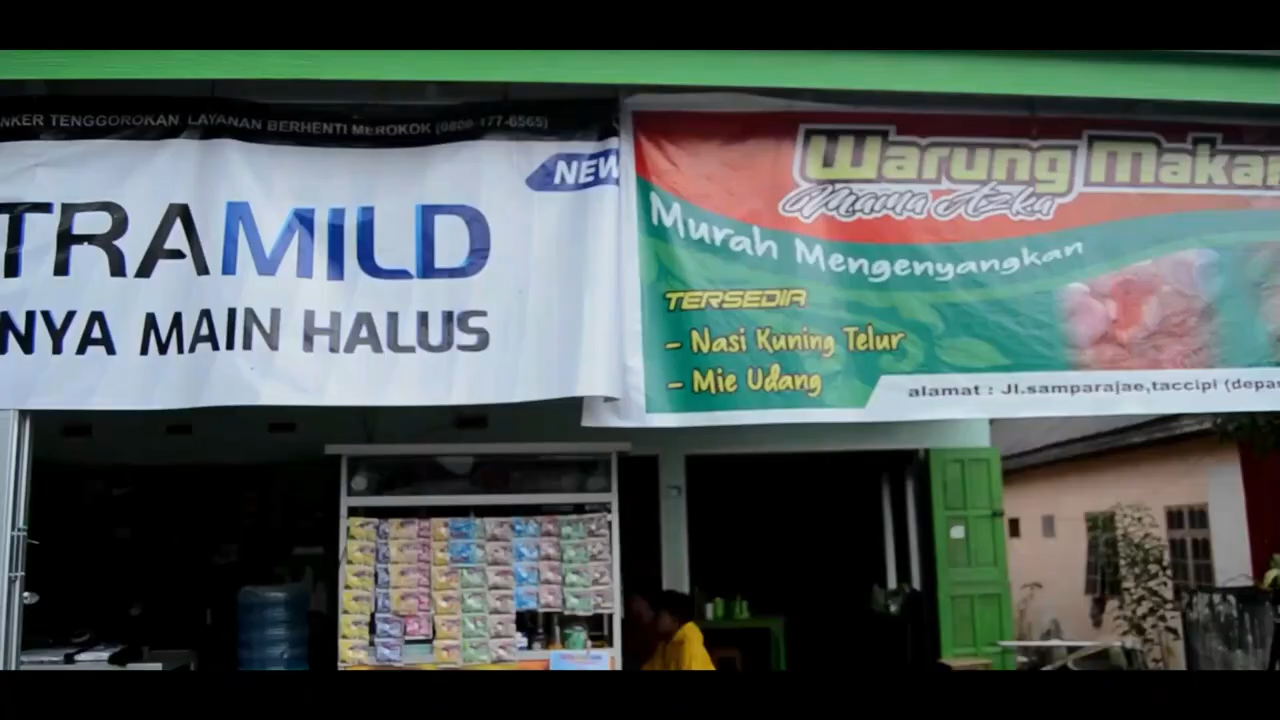 NKER TENGGOROKAN LAYANAN BERHENTI MEROKOK (0800-177-6565)
NEW
TRAMILD
NYA MAIN HALUS
Warung Makan
Mama Azka
Murah Mengenyangkan
TERSEDIA
- Nasi Kuning Telur
- Mie Udang
alamat : Jl.samparajae,taccipi (depa